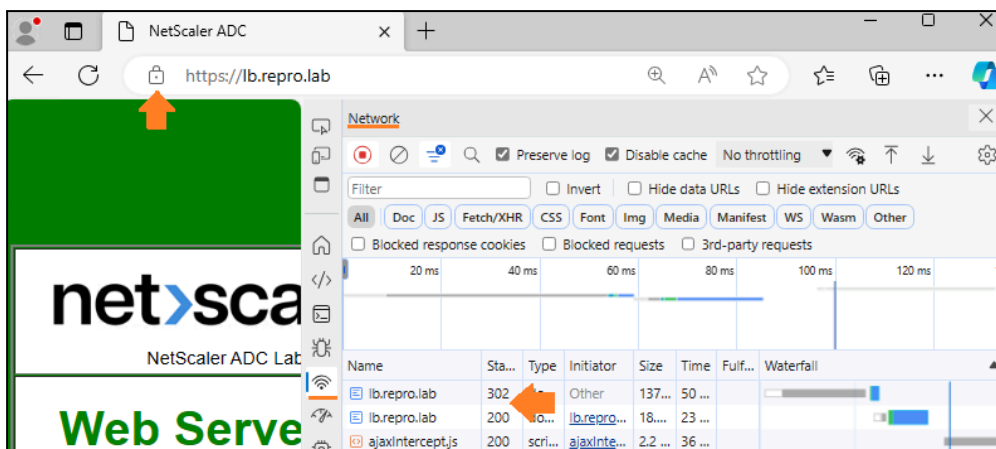 NetScaler ADC
https://lb.repro.lab
Network
Preserve log Disable cache No throttling
Filter Invert Hide data URLs Hide extension URLs
All Doc JS Fetch/XHR CSS Font Img Media Manifest WS Wasm Other
Blocked response cookies Blocked requests 3rd-party requests
20 ms 40 ms 60 ms 80 ms 100 ms 120 ms
net>sca
NetScaler ADC Lab
Web Serve
Name Sta... Type Initiator Size Time Fulf... Waterfall
lb.repro.lab 302 Other 137... 50 ...
lb.repro.lab 200 lb.repro... 18.... 23 ...
ajaxIntercept.js 200 scri... ajaxInte... 2.2 ... 36 ...